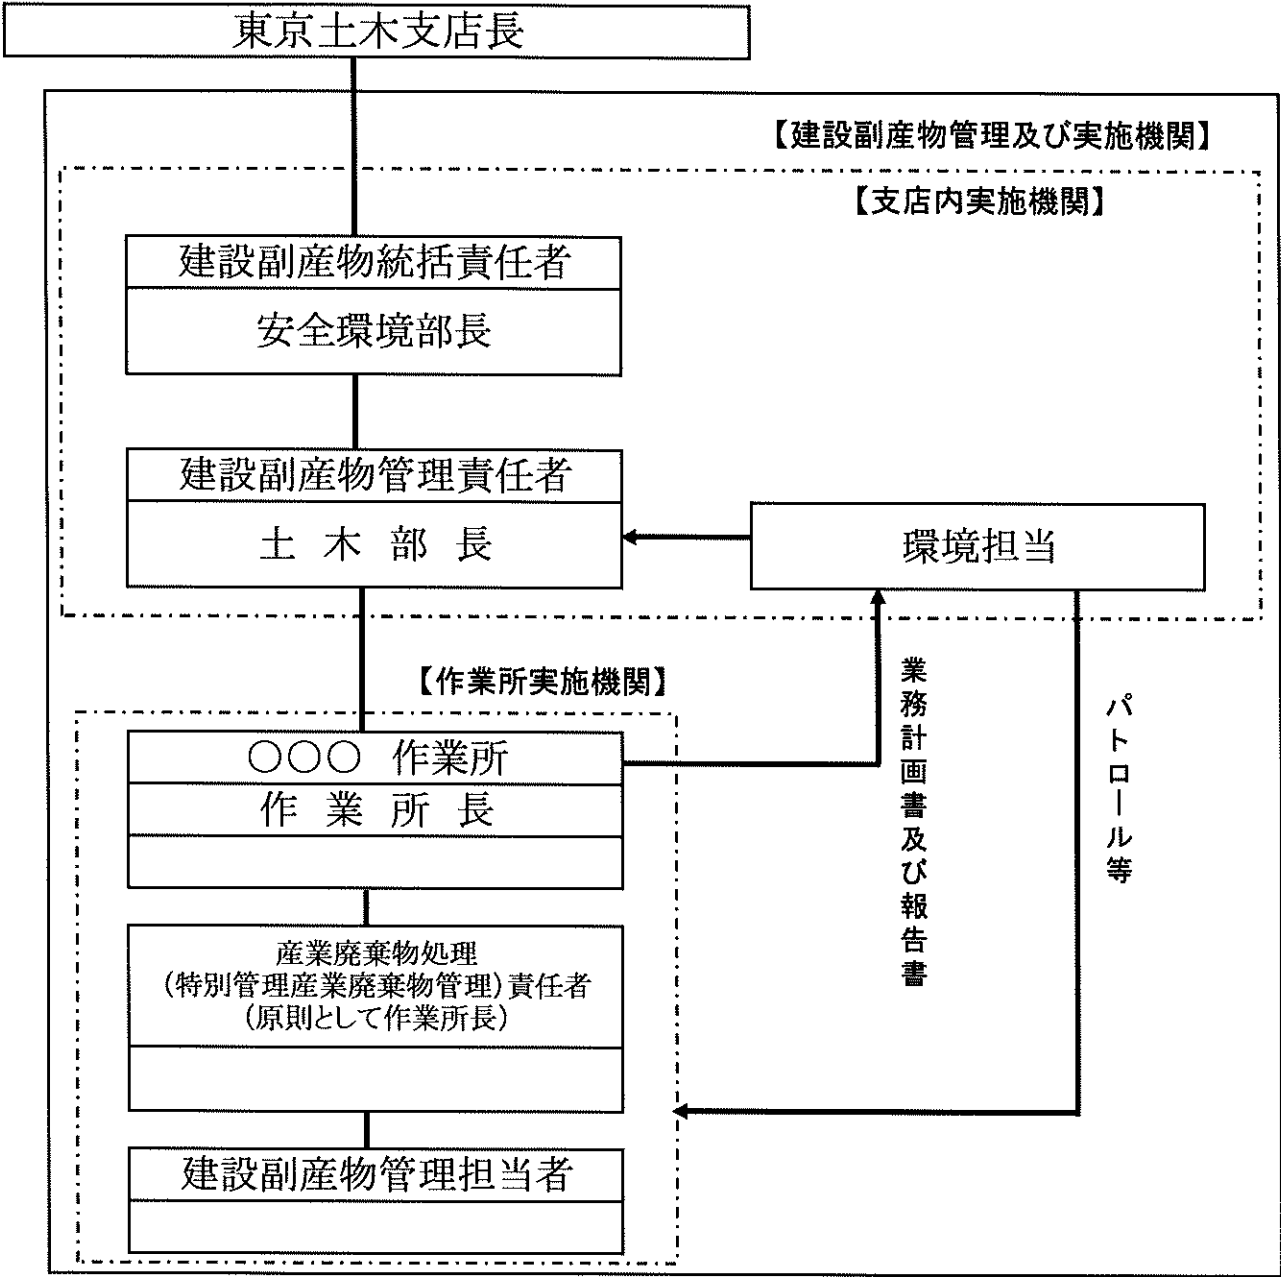 東京土木支店長
【建設副産物管理及び実施機関】
【支店内実施機関】
建設副産物統括責任者
安全環境部長
建設副産物管理責任者
土 木 部 長
環境担当
業務計画書及び報告書
パトロール等
【作業所実施機関】
○○○ 作業所
作 業 所 長
産業廃棄物処理
(特別管理産業廃棄物管理)責任者
(原則として作業所長)
建設副産物管理担当者